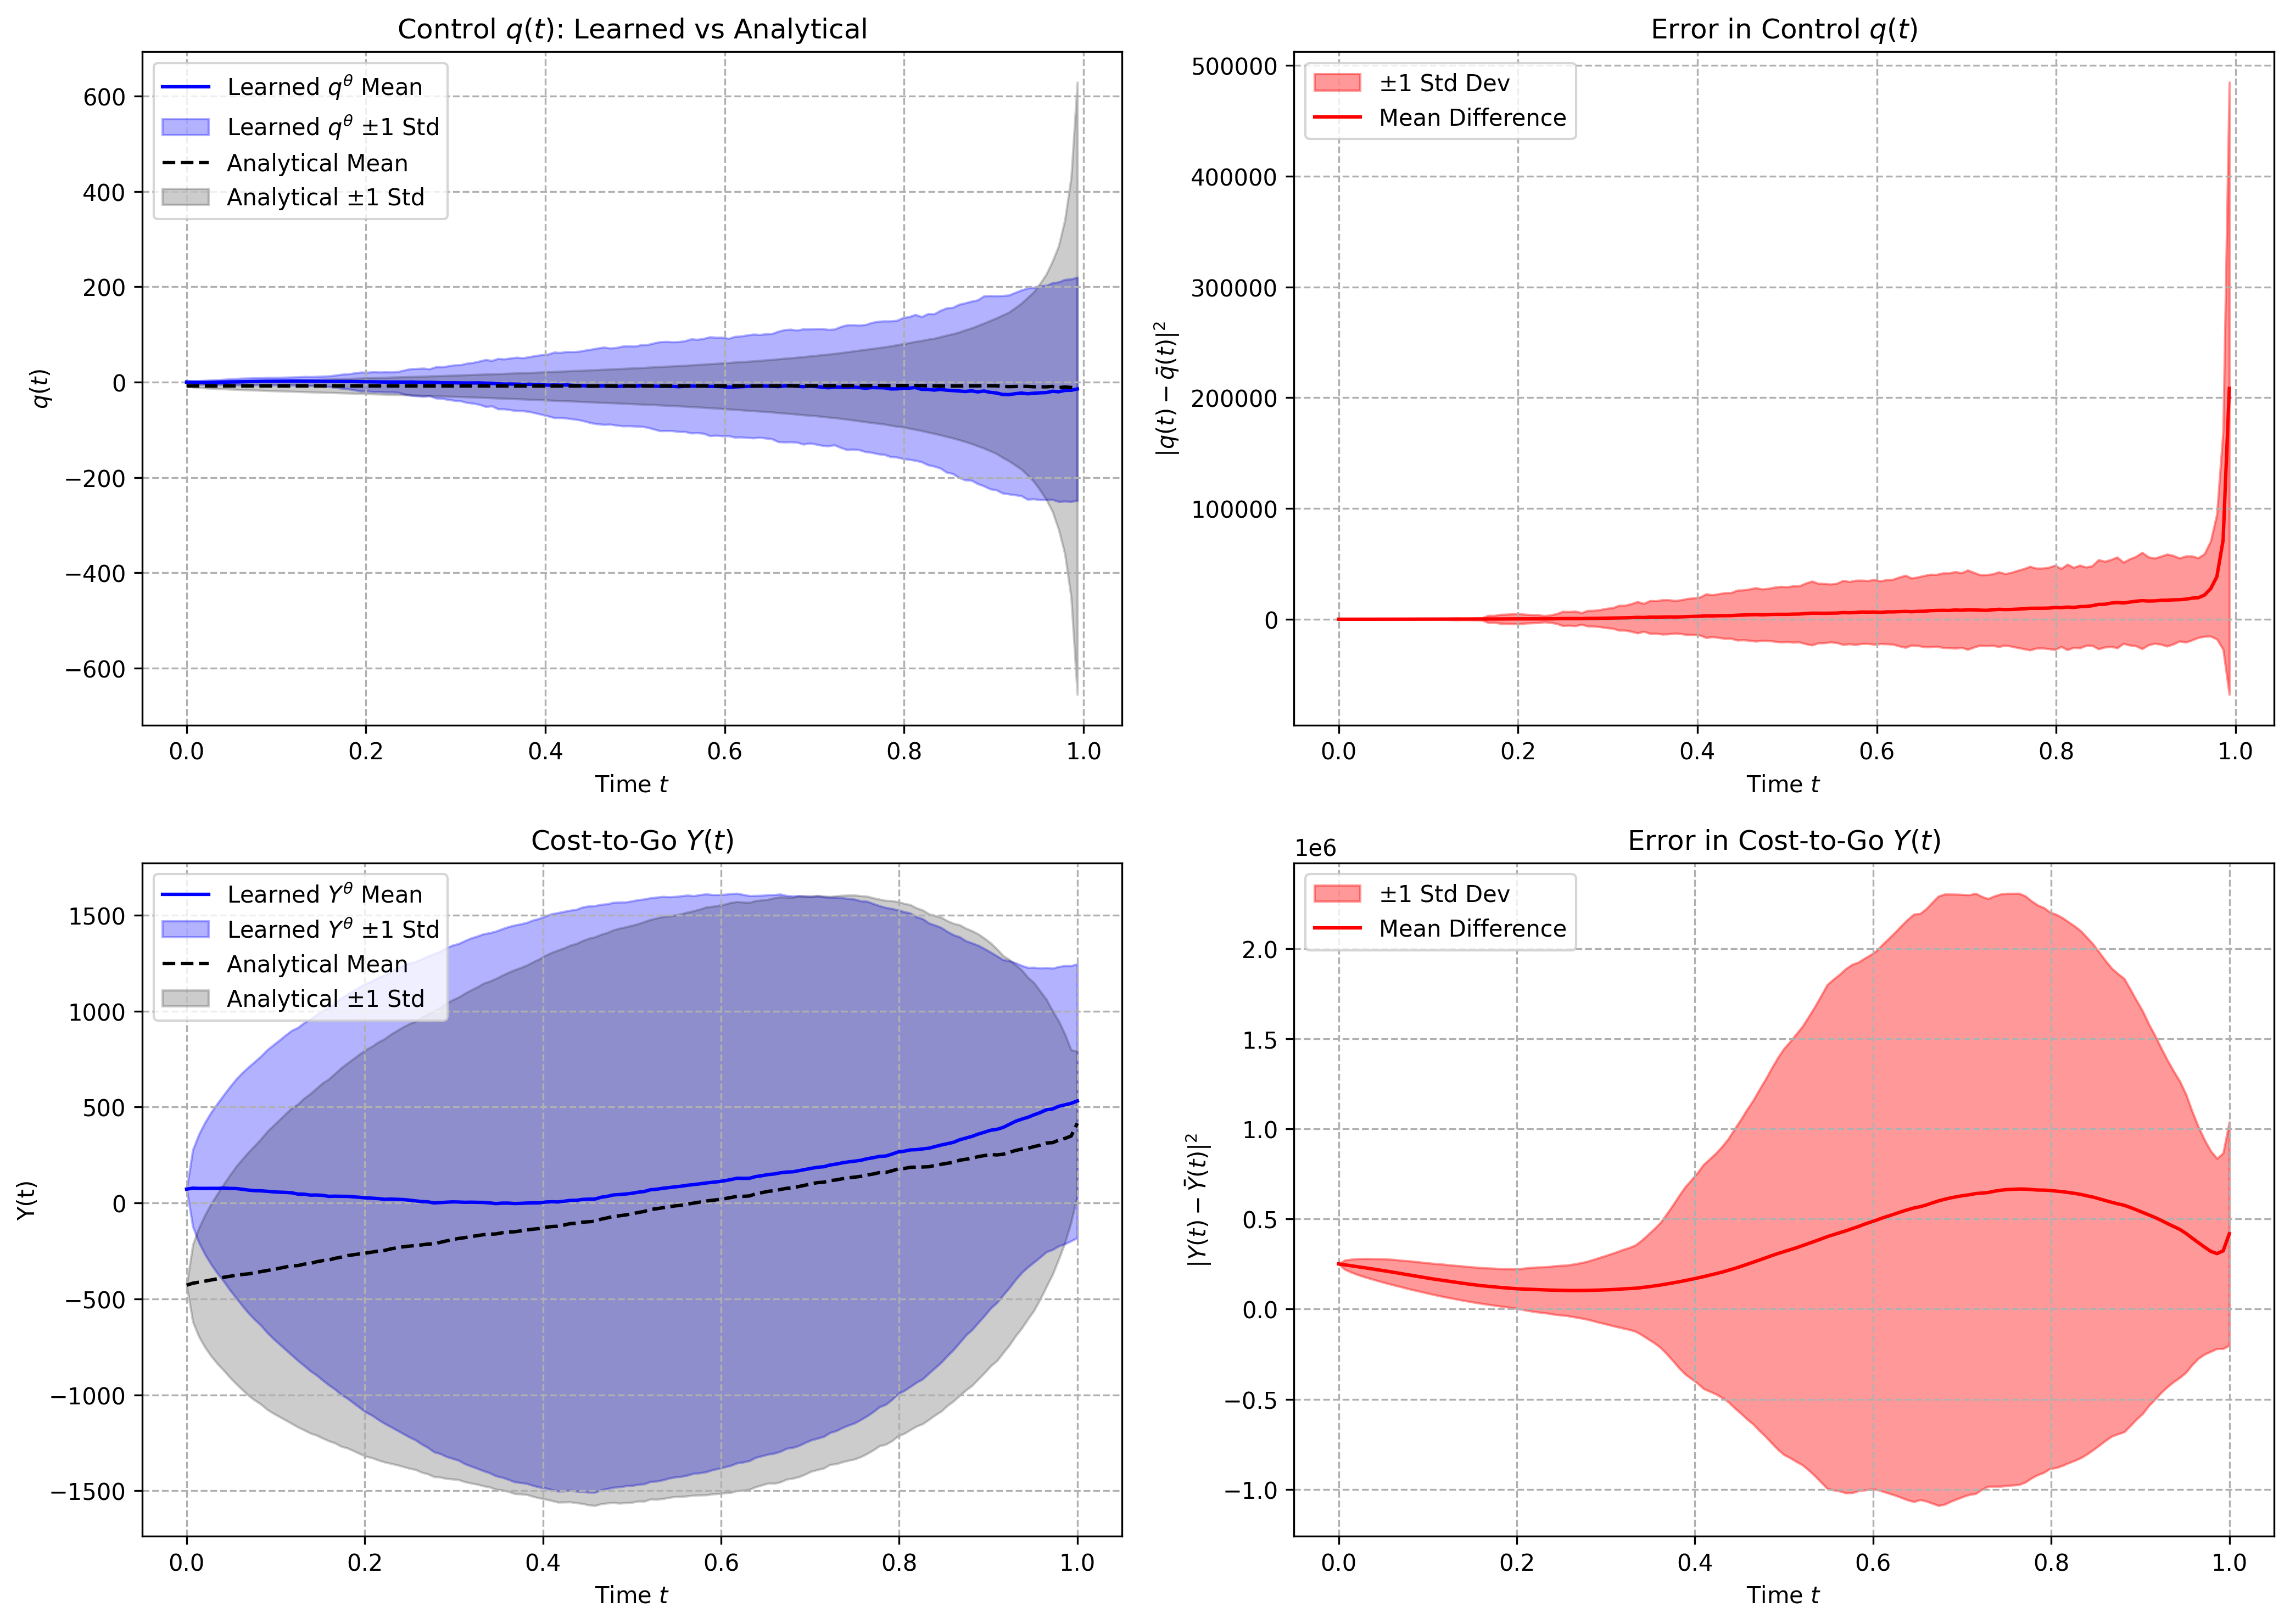 Control q(t): Learned vs Analytical
Learned q^θ Mean
Learned q^θ ±1 Std
Analytical Mean
Analytical ±1 Std
600
400
200
0
−200
−400
−600
q(t)
0.0 0.2 0.4 0.6 0.8 1.0
Time t
Error in Control q(t)
±1 Std Dev
Mean Difference
500000
400000
300000
200000
100000
0
|q(t) − q̄(t)|²
0.0 0.2 0.4 0.6 0.8 1.0
Time t
Cost-to-Go Y(t)
Learned Y^θ Mean
Learned Y^θ ±1 Std
Analytical Mean
Analytical ±1 Std
1500
1000
500
0
−500
−1000
−1500
Y(t)
0.0 0.2 0.4 0.6 0.8 1.0
Time t
Error in Cost-to-Go Y(t)
1e6
±1 Std Dev
Mean Difference
2.0
1.5
1.0
0.5
0.0
−0.5
−1.0
|Y(t) − Ȳ(t)|²
0.0 0.2 0.4 0.6 0.8 1.0
Time t